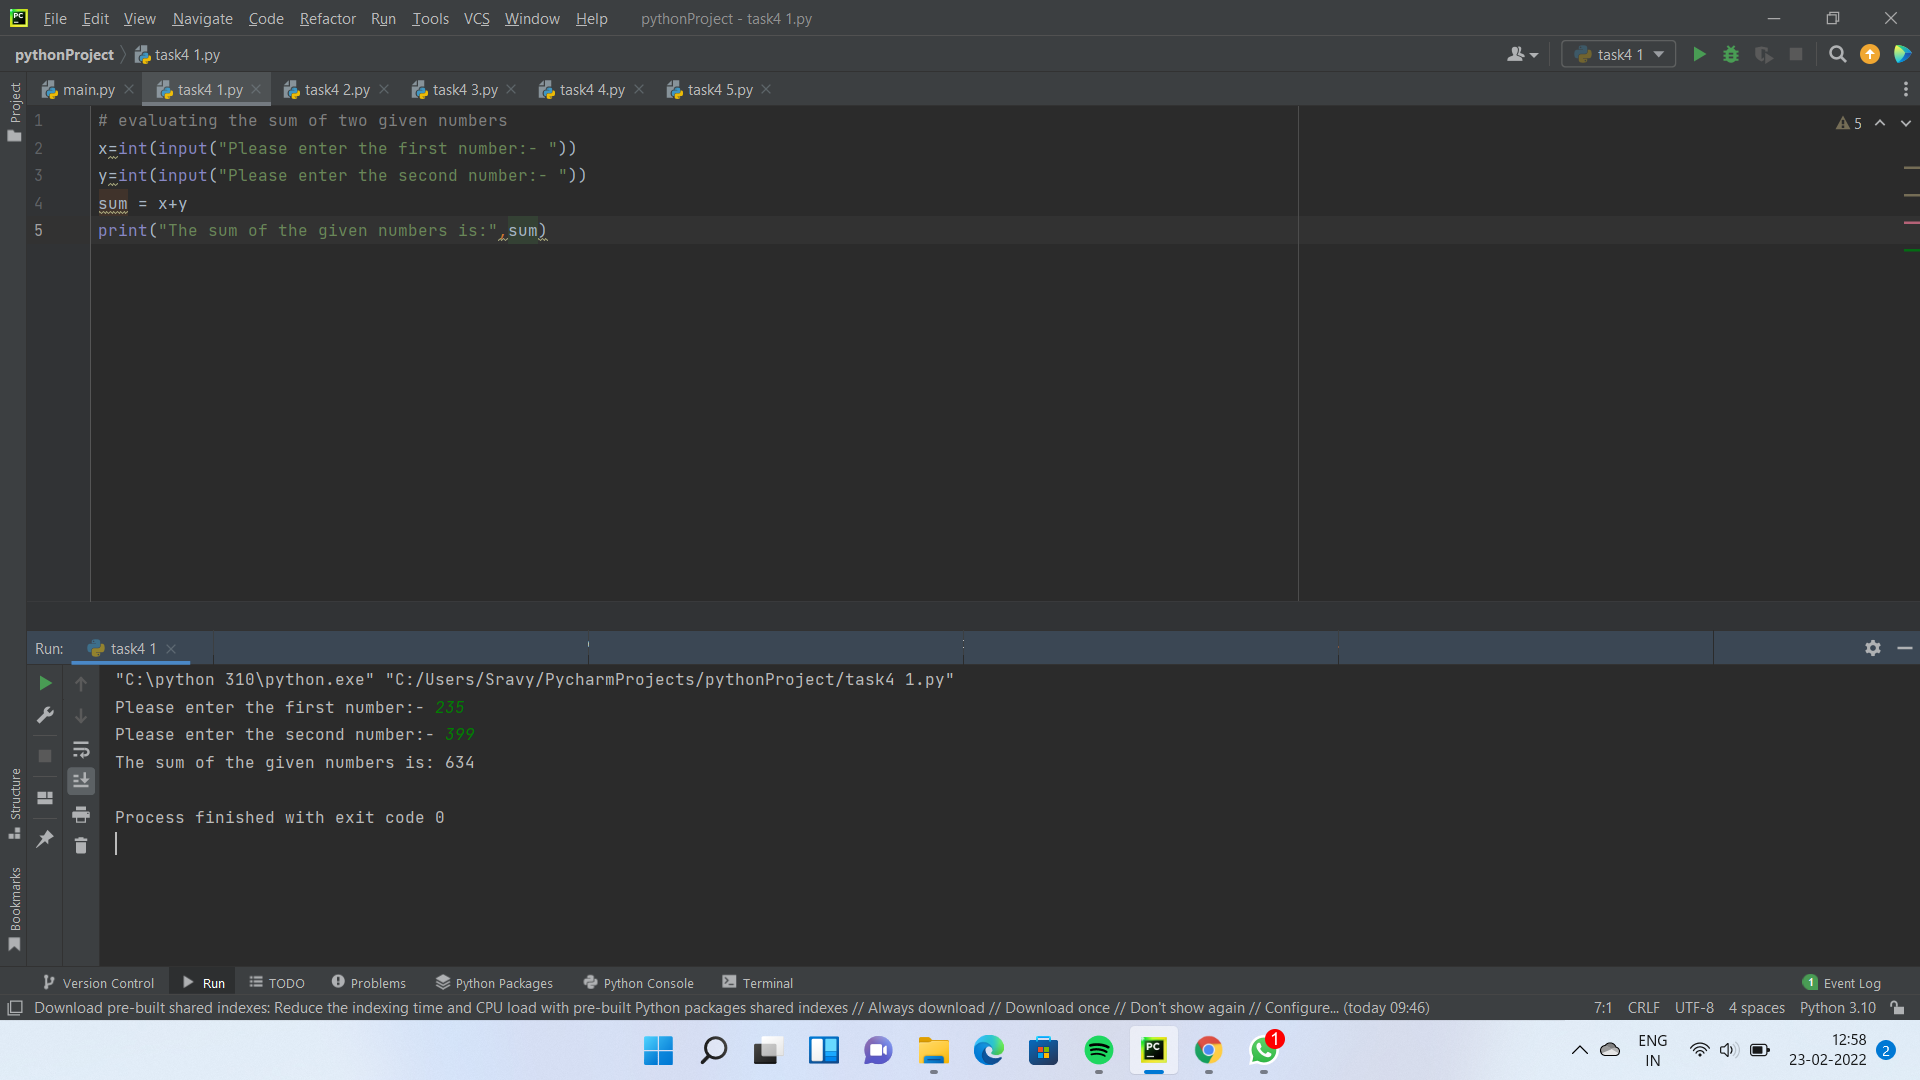 File Edit View Navigate Code Refactor Run Tools VCS Window Help pythonProject - task4 1.py
pythonProject task4 1.py task4 1
main.py task4 1.py task4 2.py task4 3.py task4 4.py task4 5.py
Project
1 # evaluating the sum of two given numbers
5
2 x=int(input("Please enter the first number:- "))
3 y=int(input("Please enter the second number:- "))
4 sum = x+y
5 print("The sum of the given numbers is:",sum)
Run: task4 1
"C:\python 310\python.exe" "C:/Users/Sravy/PycharmProjects/pythonProject/task4 1.py"
Please enter the first number:- 235
Please enter the second number:- 399
The sum of the given numbers is: 634
Process finished with exit code 0
Structure
Bookmarks
Version Control Run TODO Problems Python Packages Python Console Terminal 1 Event Log
Download pre-built shared indexes: Reduce the indexing time and CPU load with pre-built Python packages shared indexes // Always download // Download once // Don't show again // Configure... (today 09:46) 7:1 CRLF UTF-8 4 spaces Python 3.10
PC 1
ENG 12:58
IN 23-02-2022 2